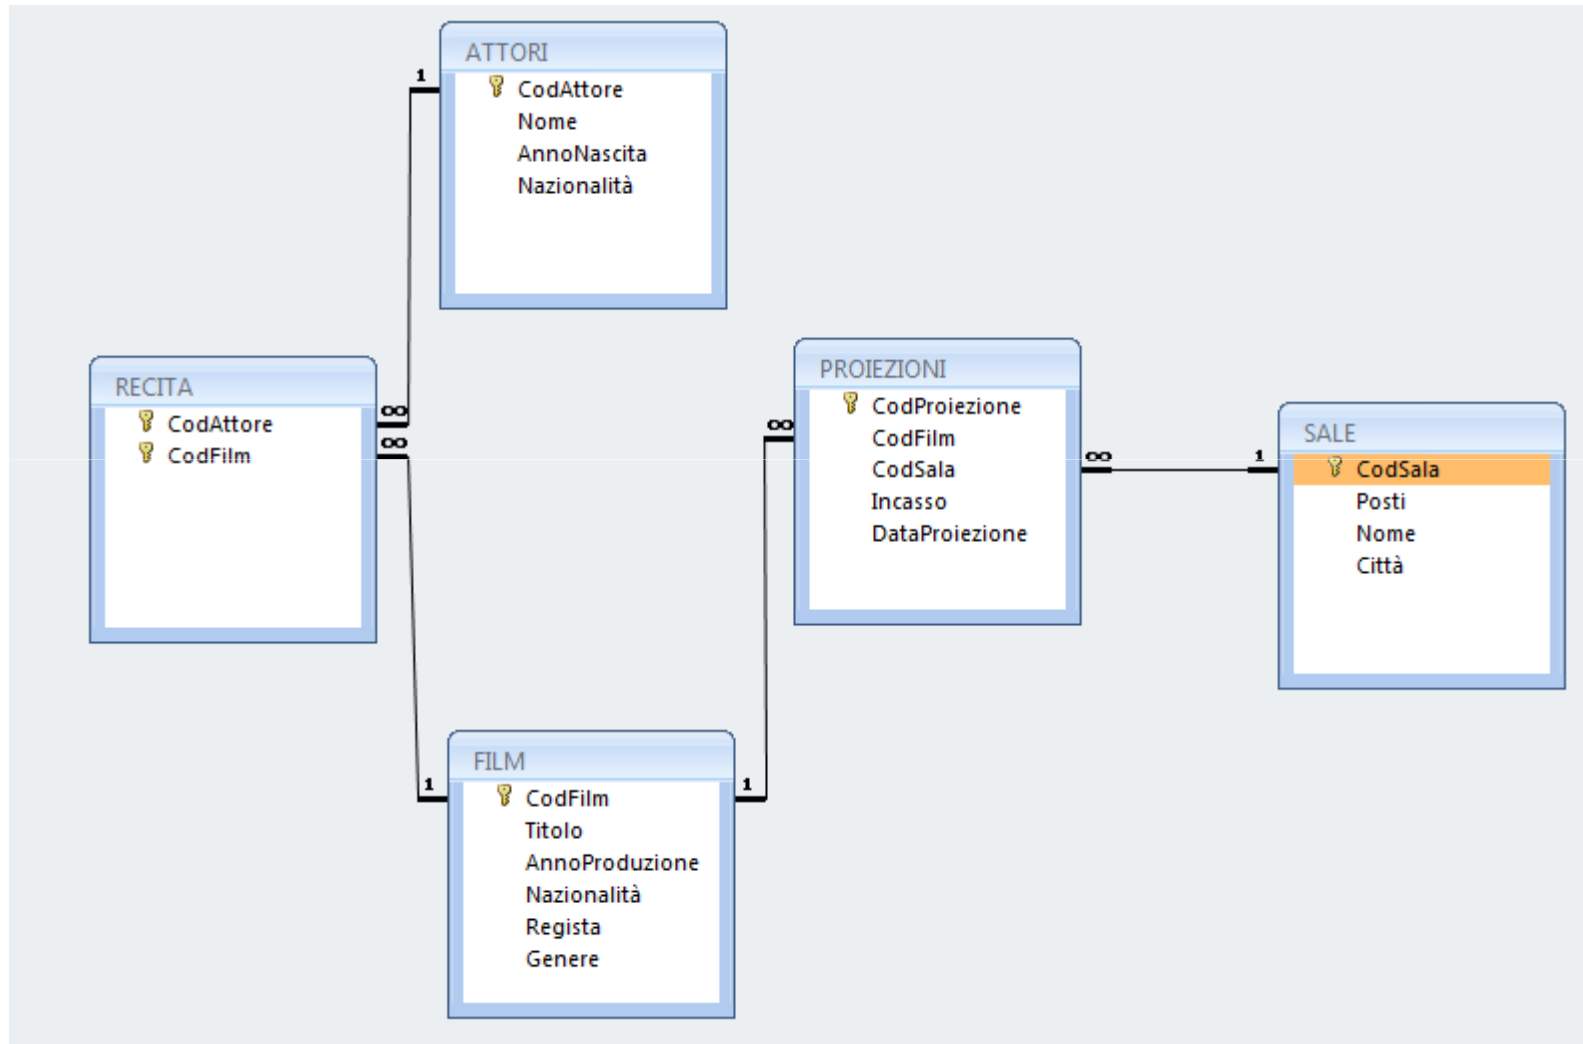 ATTORI
1
CodAttore
Nome
AnnoNascita
Nazionalità
RECITA
CodAttore
CodFilm
∞
∞
PROIEZIONI
CodProiezione
CodFilm
CodSala
Incasso
DataProiezione
∞
∞
1
SALE
CodSala
Posti
Nome
Città
FILM
1
1
CodFilm
Titolo
AnnoProduzione
Nazionalità
Regista
Genere